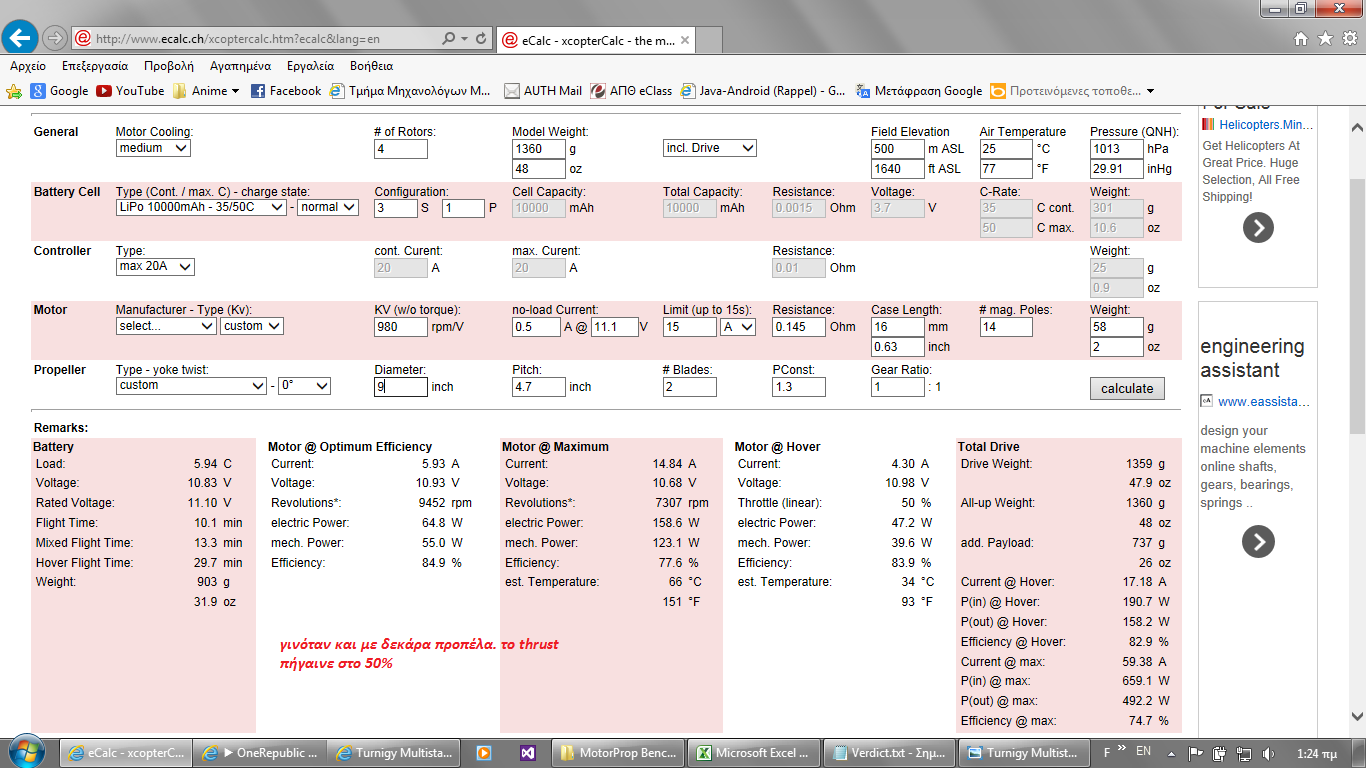 http://www.ecalc.ch/xcoptercalc.htm?ecalc&lang=en
eCalc - xcopterCalc - the m...
Αρχείο Επεξεργασία Προβολή Αγαπημένα Εργαλεία Βοήθεια
Google YouTube Anime Facebook Τμήμα Μηχανολόγων Μ... AUTH Mail ΑΠΘ eClass Java-Android (Rappel) - G... Μετάφραση Google Προτεινόμενες τοποθε...
General Motor Cooling: # of Rotors: Model Weight: Field Elevation Air Temperature Pressure (QNH):
medium 4 1360 g incl. Drive 500 m ASL 25 °C 1013 hPa
48 oz 1640 ft ASL 77 °F 29.91 inHg
Battery Cell Type (Cont. / max. C) - charge state: Configuration: Cell Capacity: Total Capacity: Resistance: Voltage: C-Rate: Weight:
LiPo 10000mAh - 35/50C - normal 3 S 1 P 10000 mAh 10000 mAh 0.0015 Ohm 3.7 V 35 C cont. 301 g
50 C max. 10.6 oz
Controller Type: cont. Curent: max. Curent: Resistance: Weight:
max 20A 20 A 20 A 0.01 Ohm 25 g
0.9 oz
Motor Manufacturer - Type (Kv): KV (w/o torque): no-load Current: Limit (up to 15s): Resistance: Case Length: # mag. Poles: Weight:
select... custom 980 rpm/V 0.5 A @ 11.1 V 15 A 0.145 Ohm 16 mm 14 58 g
0.63 inch 2 oz
Propeller Type - yoke twist: Diameter: Pitch: # Blades: PConst: Gear Ratio:
custom - 0° 9 inch 4.7 inch 2 1.3 1 : 1 calculate
Remarks:
Battery Motor @ Optimum Efficiency Motor @ Maximum Motor @ Hover Total Drive
Load: 5.94 C Current: 5.93 A Current: 14.84 A Current: 4.30 A Drive Weight: 1359 g
Voltage: 10.83 V Voltage: 10.93 V Voltage: 10.68 V Voltage: 10.98 V 47.9 oz
Rated Voltage: 11.10 V Revolutions*: 9452 rpm Revolutions*: 7307 rpm Throttle (linear): 50 % All-up Weight: 1360 g
Flight Time: 10.1 min electric Power: 64.8 W electric Power: 158.6 W electric Power: 47.2 W 48 oz
Mixed Flight Time: 13.3 min mech. Power: 55.0 W mech. Power: 123.1 W mech. Power: 39.6 W add. Payload: 737 g
Hover Flight Time: 29.7 min Efficiency: 84.9 % Efficiency: 77.6 % Efficiency: 83.9 % 26 oz
Weight: 903 g est. Temperature: 66 °C est. Temperature: 34 °C Current @ Hover: 17.18 A
31.9 oz 151 °F 93 °F P(in) @ Hover: 190.7 W
P(out) @ Hover: 158.2 W
Efficiency @ Hover: 82.9 %
Current @ max: 59.38 A
P(in) @ max: 659.1 W
P(out) @ max: 492.2 W
Efficiency @ max: 74.7 %
γινόταν και με δεκάρα προπέλα. το thrust
πήγαινε στο 50%
Helicopters.Min...
Get Helicopters At
Great Price. Huge
Selection, All Free
Shipping!
engineering
assistant
www.eassista...
design your
machine elements
online shafts,
gears, bearings,
springs ..
eCalc - xcopterC... ▶ OneRepublic ... Turnigy Multista... MotorProp Benc... Microsoft Excel ... Verdict.txt - Ση... Turnigy Multist... F » EN 1:24 πμ